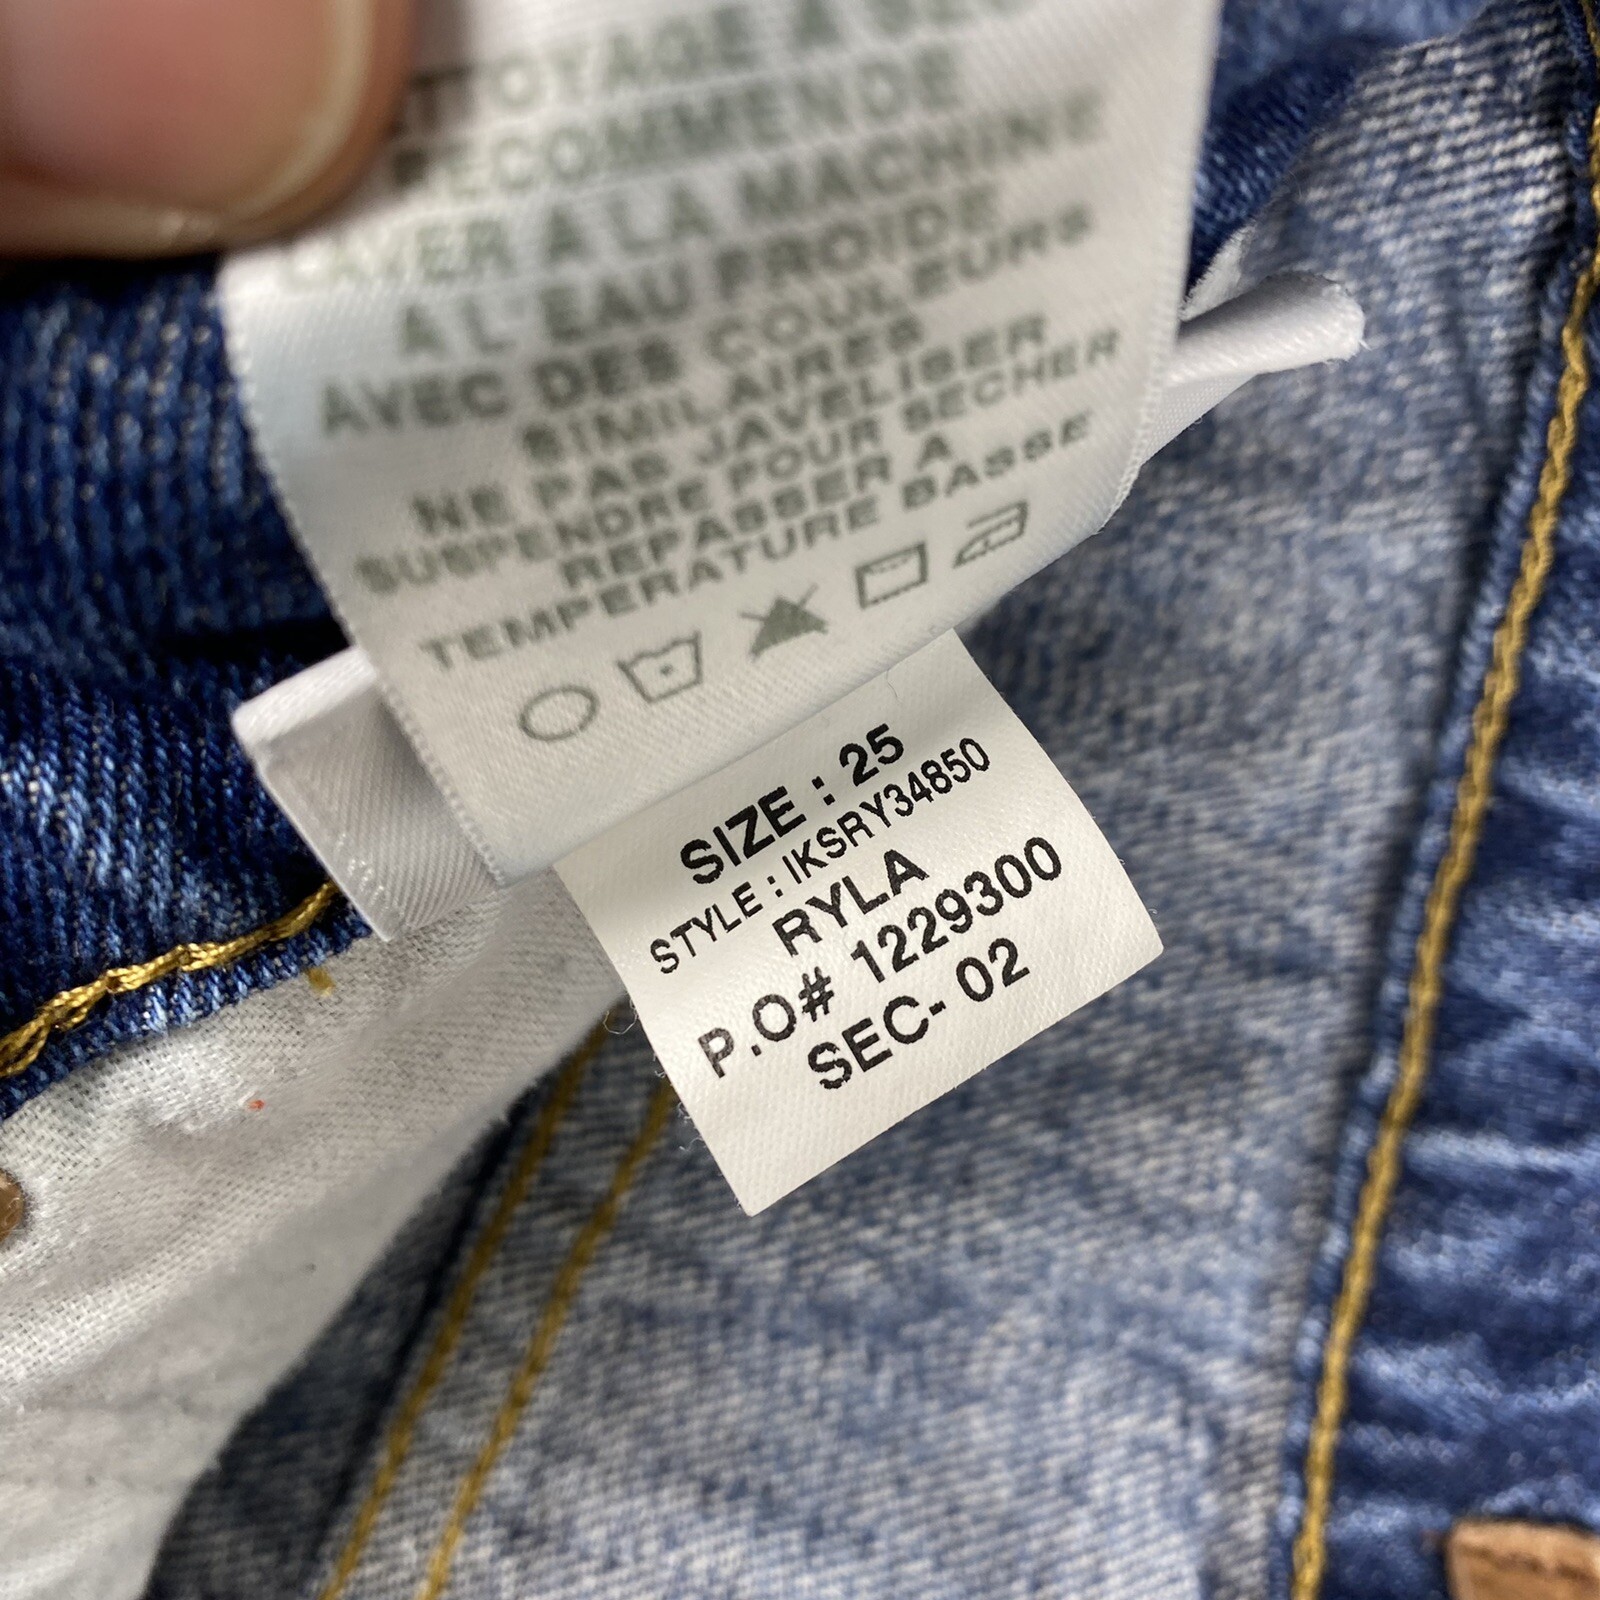 RECOMMENDE
LAVER A LA MACHINE
A L'EAU FROIDE
AVEC DES COULEURS
SIMILAIRES
NE PAS JAVELISER
SUSPENDRE POUR SECHER
REPASSER A
TEMPERATURE BASSE
SIZE : 25
STYLE : IKSRY34850
RYLA
P.O# 1229300
SEC- 02